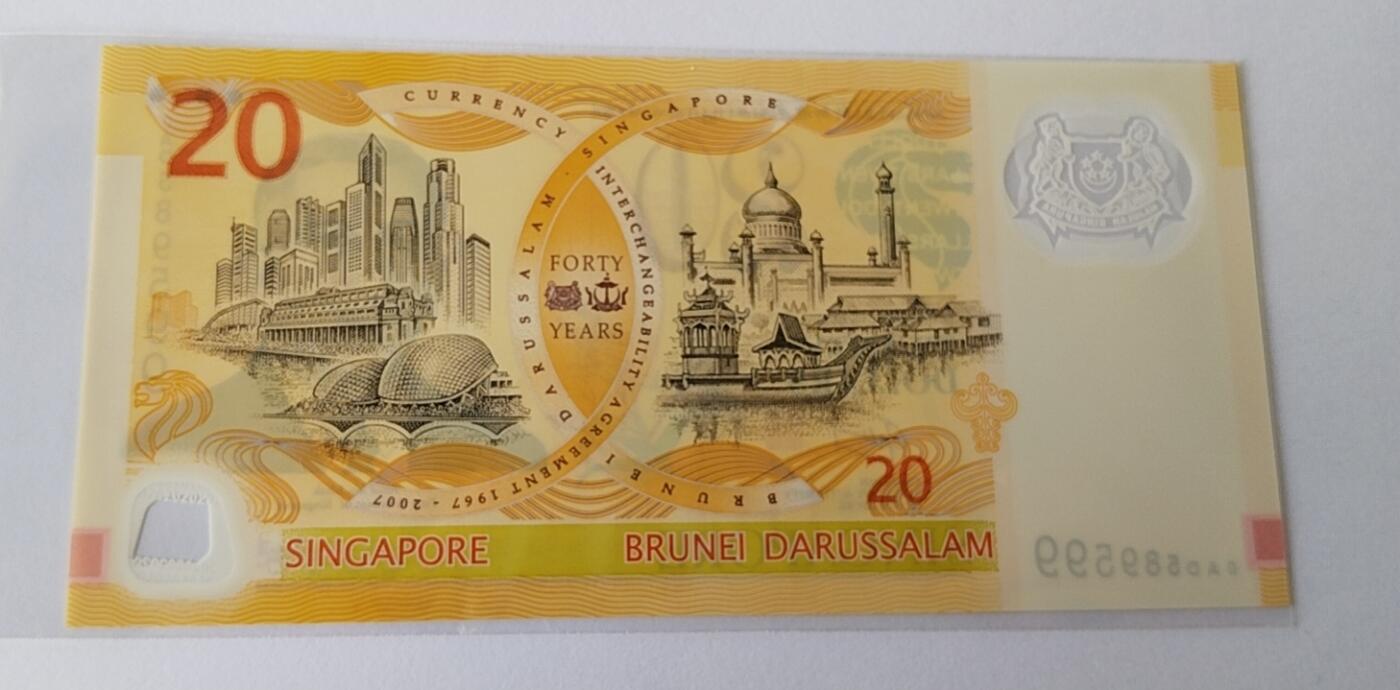 20
CURRENCY INTERCHANGEABILITY AGREEMENT 1967 - 2007
BRUNEI DARUSSALAM · SINGAPORE
FORTY
YEARS
20
SINGAPORE
BRUNEI DARUSSALAM